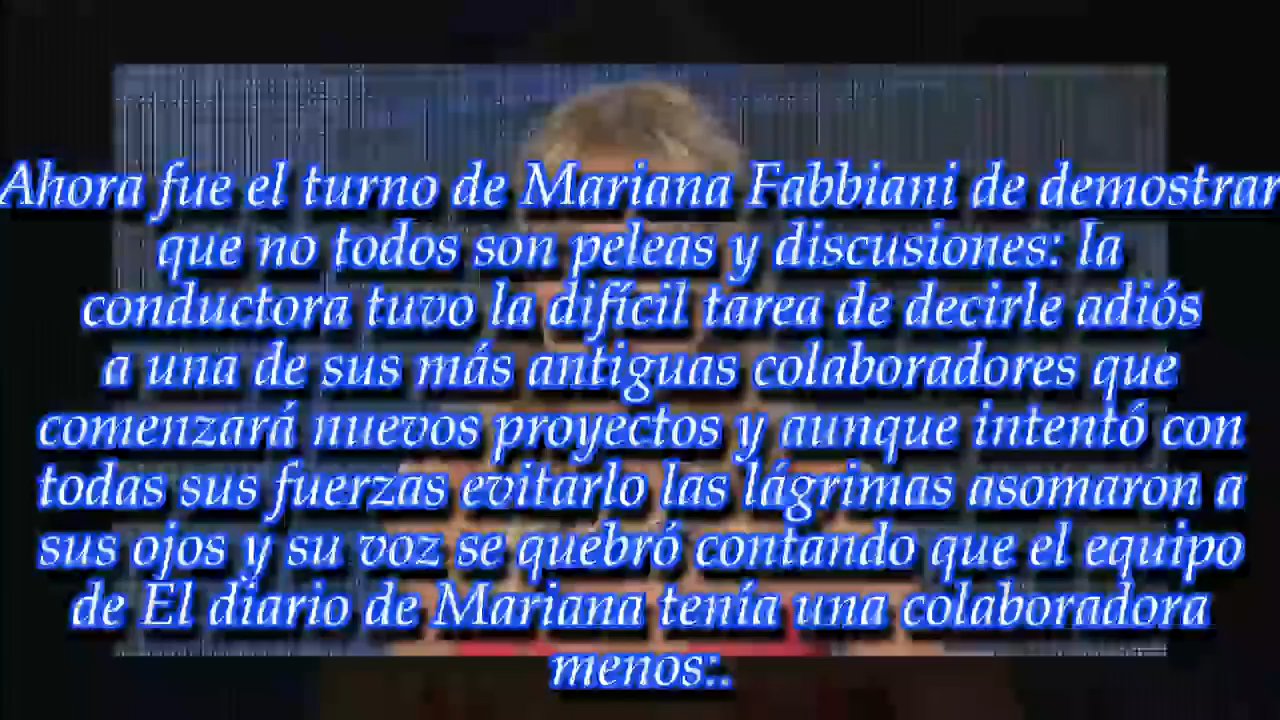 Ahora fue el turno de Mariana Fabbiani de demostrar
que no todos son peleas y discusiones: la
conductora tuvo la difícil tarea de decirle adiós
a una de sus más antiguas colaboradores que
comenzará nuevos proyectos y aunque intentó con
todas sus fuerzas evitarlo las lágrimas asomaron a
sus ojos y su voz se quebró contando que el equipo
de El diario de Mariana tenía una colaboradora
menos:.